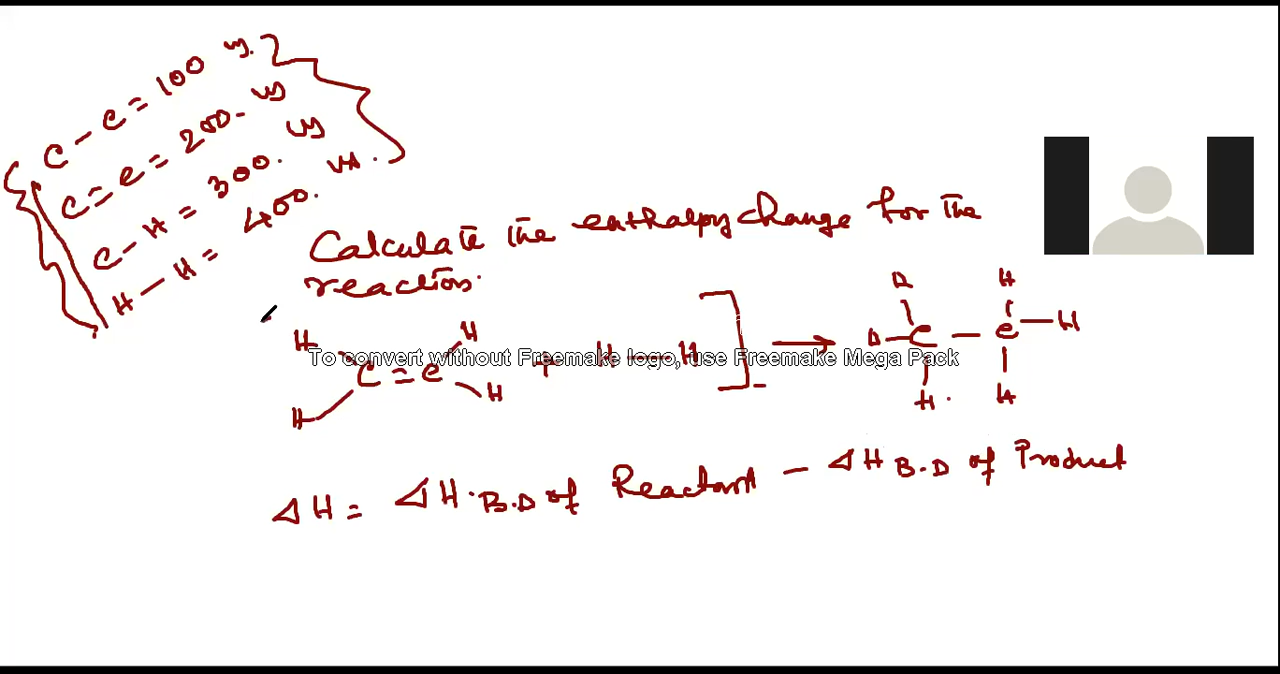 C - C = 100 kJ.
C = C = 200. kJ
C - H = 300. kJ
H - H = 400. kJ.
Calculate the enthalpy change for the
reaction.
H H H H
C = C + H - H ] → H - C - C - H
H H H H
To convert without Freemake logo, use Freemake Mega Pack
ΔH = ΔH. B.D of Reactant - ΔH B.D of Product